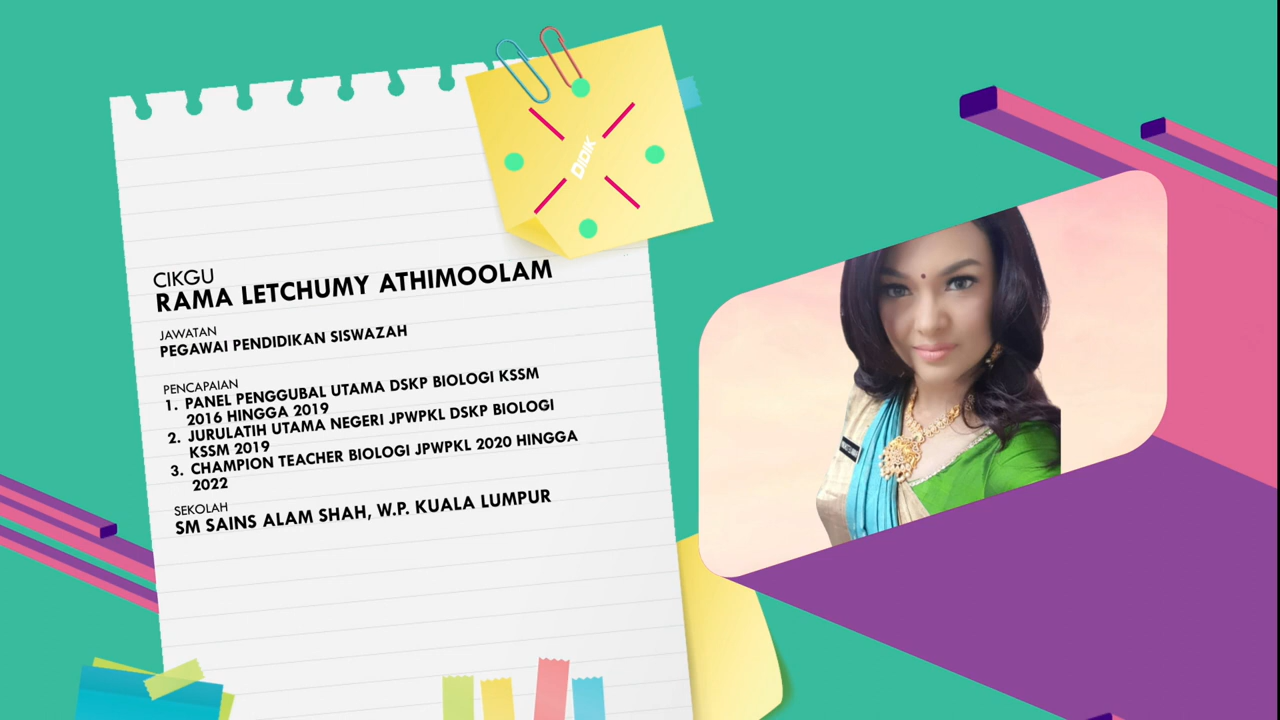 DIDIK
CIKGU
RAMA LETCHUMY ATHIMOOLAM
JAWATAN
PEGAWAI PENDIDIKAN SISWAZAH
PENCAPAIAN
1. PANEL PENGGUBAL UTAMA DSKP BIOLOGI KSSM
2016 HINGGA 2019
2. JURULATIH UTAMA NEGERI JPWPKL DSKP BIOLOGI
KSSM 2019
3. CHAMPION TEACHER BIOLOGI JPWPKL 2020 HINGGA
2022
SEKOLAH
SM SAINS ALAM SHAH, W.P. KUALA LUMPUR